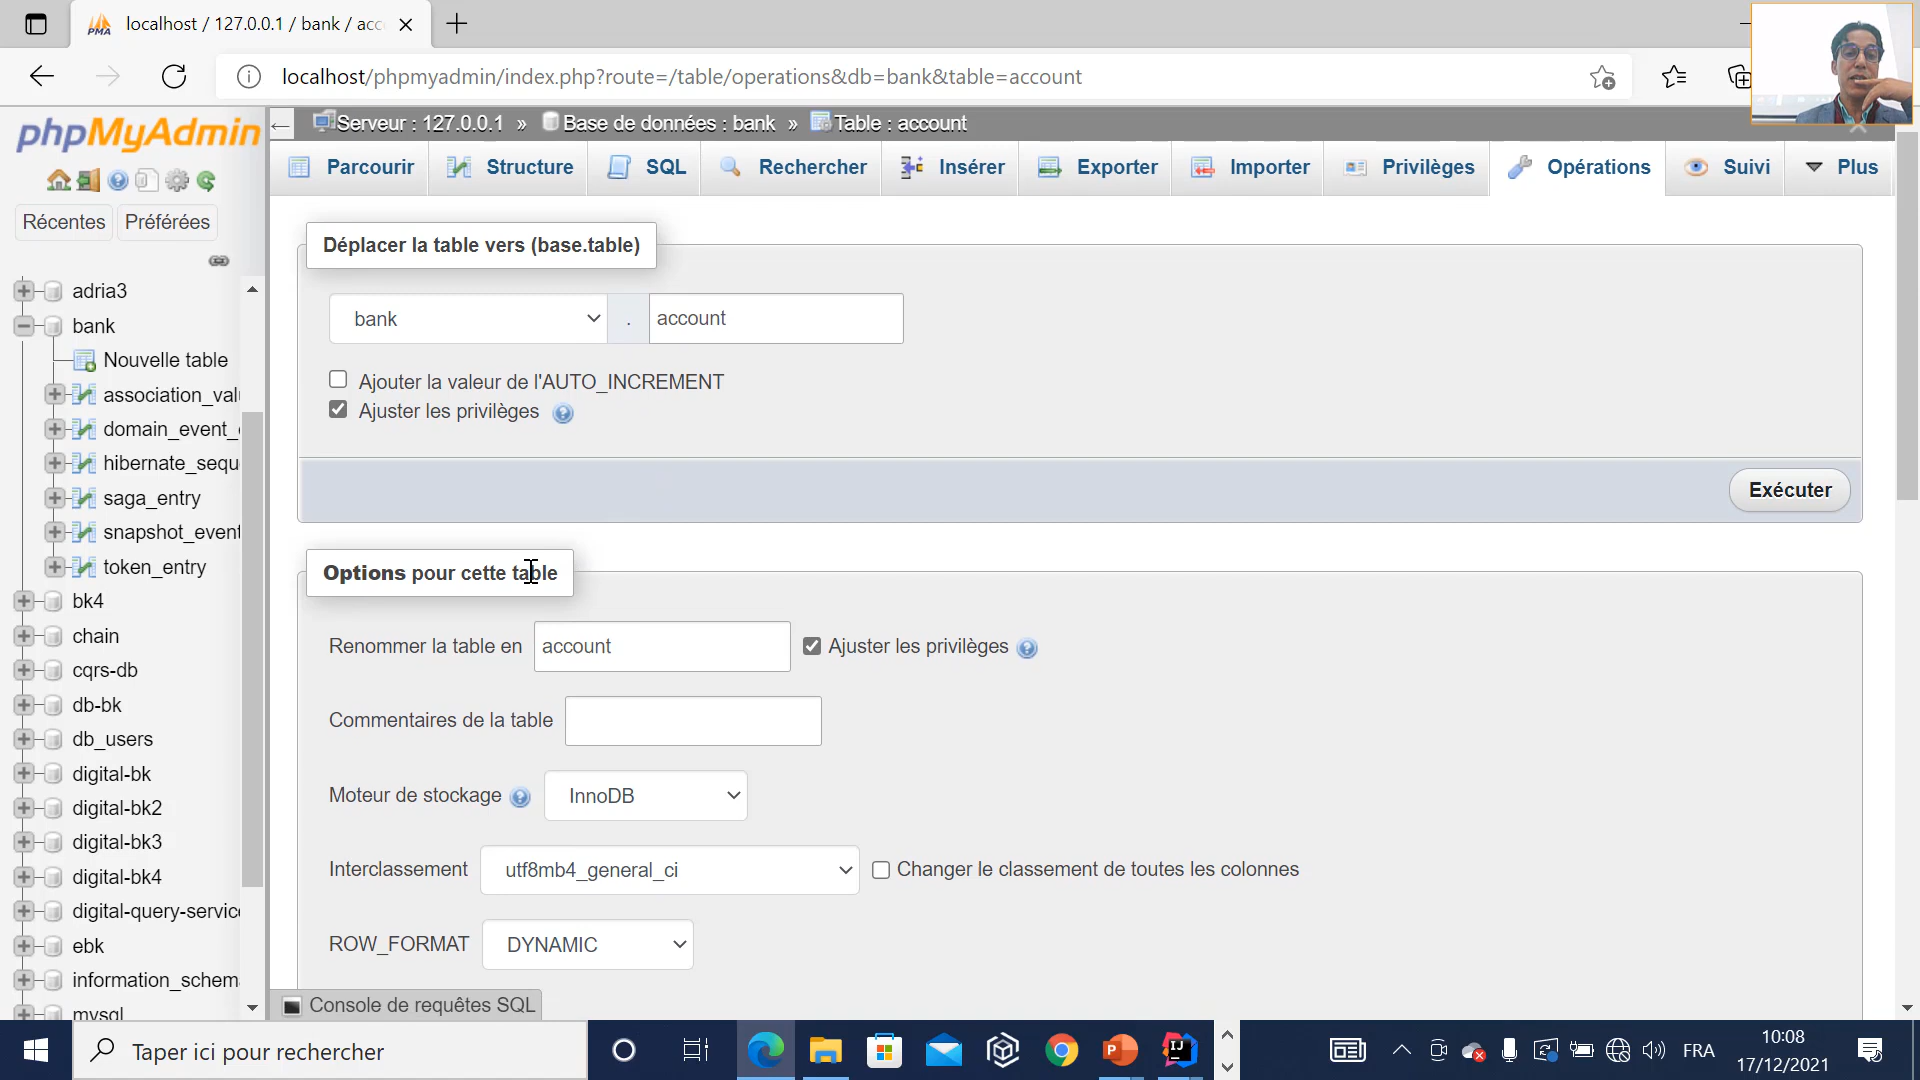 localhost / 127.0.0.1 / bank / acc
localhost/phpmyadmin/index.php?route=/table/operations&db=bank&table=account
phpMyAdmin
Récentes
Préférées
adria3
bank
Nouvelle table
association_valu
domain_event_e
hibernate_seque
saga_entry
snapshot_event
token_entry
bk4
chain
cqrs-db
db-bk
db_users
digital-bk
digital-bk2
digital-bk3
digital-bk4
digital-query-service
ebk
information_schema
mysql
Serveur : 127.0.0.1 » Base de données : bank » Table : account
Parcourir
Structure
SQL
Rechercher
Insérer
Exporter
Importer
Privilèges
Opérations
Suivi
Plus
Déplacer la table vers (base.table)
bank . account
Ajouter la valeur de l'AUTO_INCREMENT
Ajuster les privilèges
Exécuter
Options pour cette table
Renommer la table en account Ajuster les privilèges
Commentaires de la table
Moteur de stockage InnoDB
Interclassement utf8mb4_general_ci Changer le classement de toutes les colonnes
ROW_FORMAT DYNAMIC
Console de requêtes SQL
Taper ici pour rechercher
FRA
10:08
17/12/2021